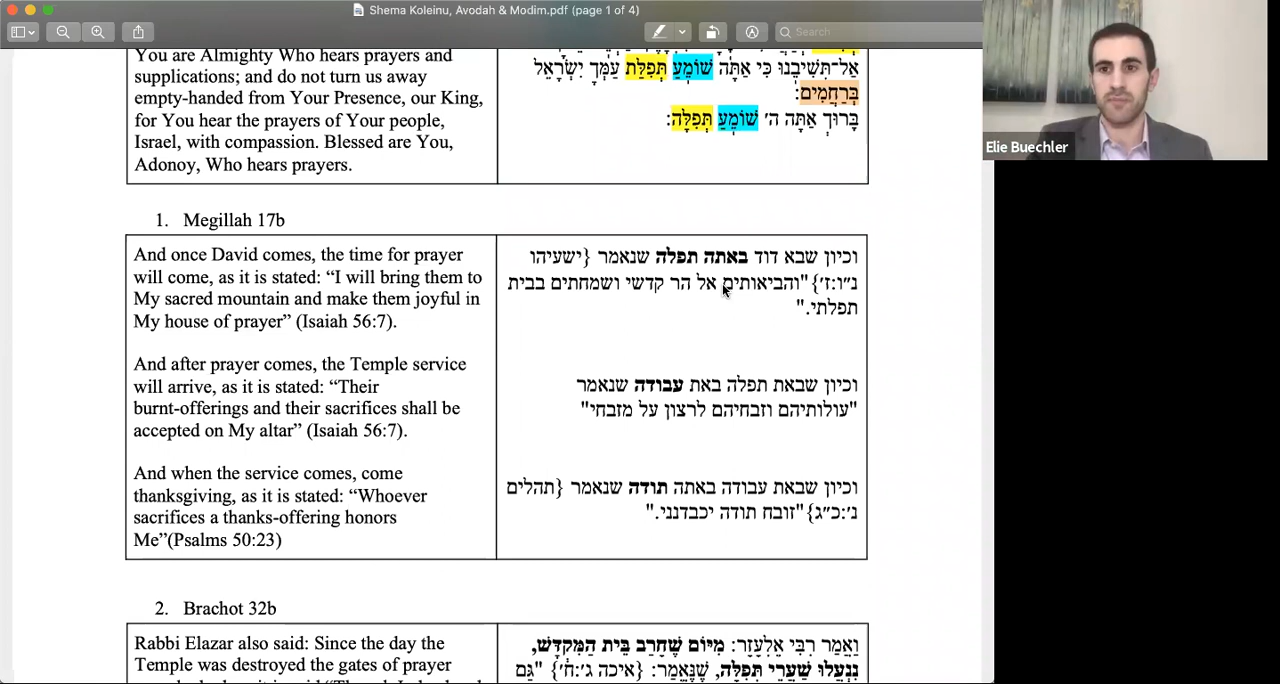 Shema Koleinu, Avodah & Modim.pdf (page 1 of 4)
Search
Elie Buechler
You are Almighty Who hears prayers and
supplications; and do not turn us away
empty-handed from Your Presence, our King,
for You hear the prayers of Your people,
Israel, with compassion. Blessed are You,
Adonoy, Who hears prayers.
אַל־תְּשִׁיבֵנוּ כִּי אַתָּה שׁוֹמֵעַ תְּפִלַּת עַמְּךָ יִשְׂרָאֵל
בְּרַחֲמִים:
בָּרוּךְ אַתָּה ה׳ שׁוֹמֵעַ תְּפִלָּה:
1. Megillah 17b
And once David comes, the time for prayer
will come, as it is stated: “I will bring them to
My sacred mountain and make them joyful in
My house of prayer” (Isaiah 56:7).
And after prayer comes, the Temple service
will arrive, as it is stated: “Their
burnt-offerings and their sacrifices shall be
accepted on My altar” (Isaiah 56:7).
And when the service comes, come
thanksgiving, as it is stated: “Whoever
sacrifices a thanks-offering honors
Me”(Psalms 50:23)
וכיון שבא דוד באתה תפלה שנאמר {ישעיהו
נ״ו:ז׳}"והביאותים אל הר קדשי ושמחתים בבית
תפלתי."
וכיון שבאת תפלה באת עבודה שנאמר
"עולותיהם וזבחיהם לרצון על מזבחי"
וכיון שבאת עבודה באתה תודה שנאמר {תהלים
נ׳:כ״ג}"זובח תודה יכבדנני."
2. Brachot 32b
Rabbi Elazar also said: Since the day the
Temple was destroyed the gates of prayer
וְאָמַר רַבִּי אֶלְעָזָר: מִיּוֹם שֶׁחָרַב בֵּית הַמִּקְדָּשׁ,
נִנְעֲלוּ שַׁעֲרֵי תְּפִלָּה, שֶׁנֶּאֱמַר: {איכה ג׳:ח׳} "גַּם